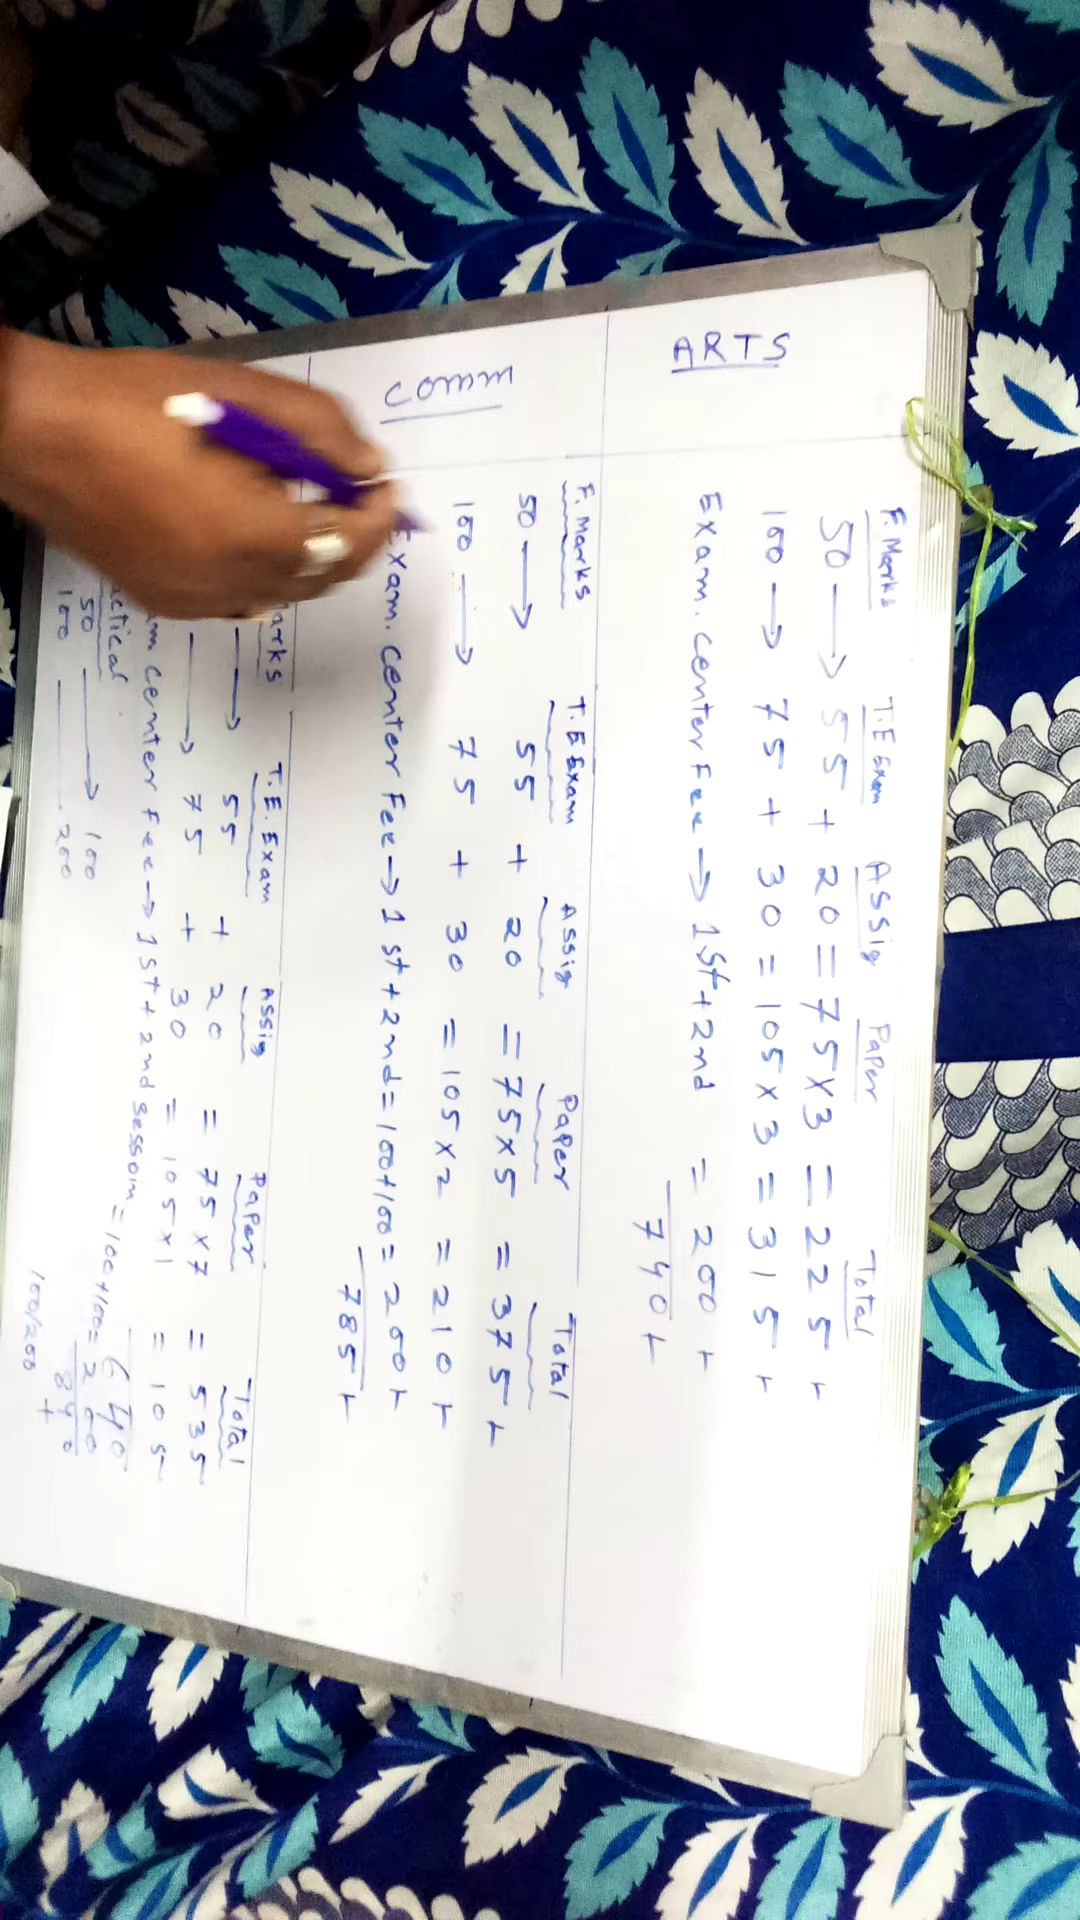 F. Marks T.E Exam Assig Paper Total
ARTS
50 → 55 + 20 = 75 x 3 = 225 +
100 → 75 + 30 = 105 x 3 = 315 +
Exam. Center Fee → 1st + 2nd = 200 +
740 +
F. Marks T.E Exam Assig Paper Total
Comm
50 → 55 + 20 = 75 x 5 = 375 +
100 → 75 + 30 = 105 x 2 = 210 +
Exam. Center Fee → 1st + 2nd = 100 + 100 = 200 +
785 +
arks T.E. Exam Assig Paper Total
→ 55 + 20 = 75 x 7 = 535
→ 75 + 30 = 105 x 1 = 105
640
m Center Fee → 1st + 2nd sessoin = 100 + 100 = 200
840
+
actical
50 → 100
100 — 200
100/200